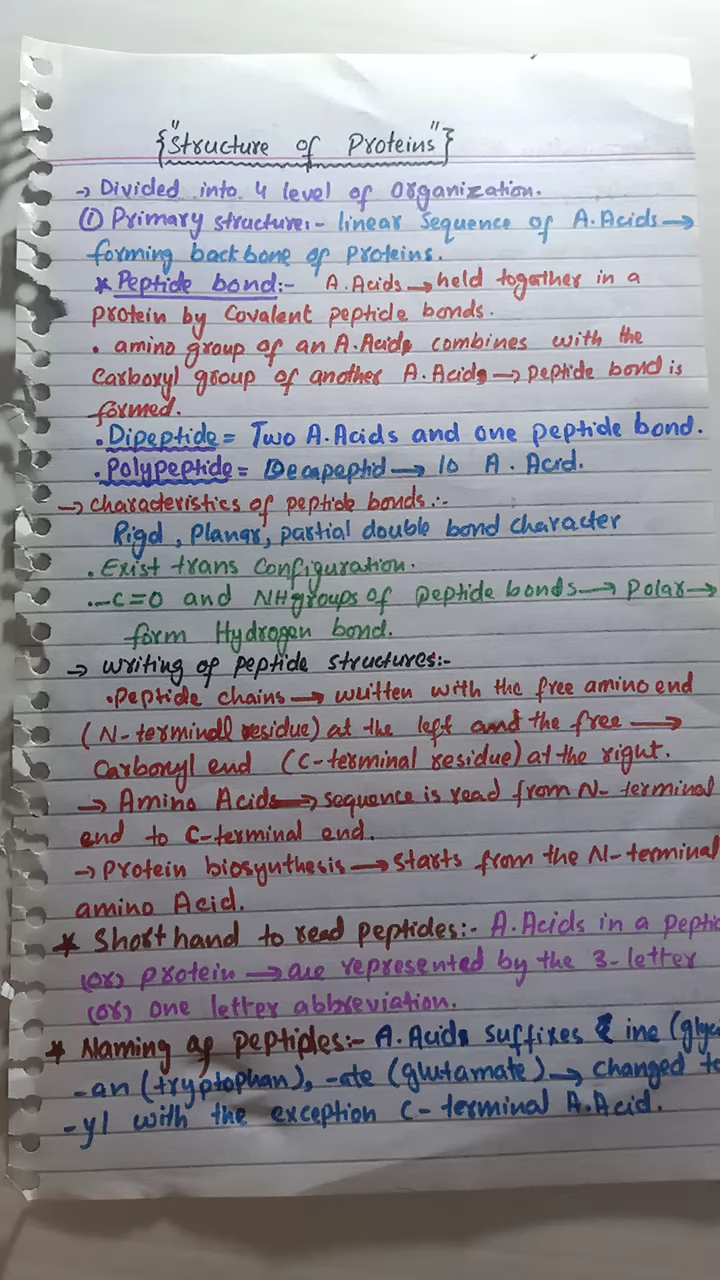 {"Structure of Proteins"}
→ Divided into 4 level of Organization.
① Primary structure:- linear Sequence of A.Acids →
forming backbone of Proteins.
* Peptide bond:- A.Acids → held together in a
protein by Covalent peptide bonds.
• amino group of an A.Acids combines with the
Carboxyl group of another A.Acids → peptide bond is
formed.
• Dipeptide = Two A.Acids and one peptide bond.
• Polypeptide = Decapeptid → 10 A.Acid.
→ characteristics of peptide bonds:-
Rigd, Planar, partial double bond character
• Exist trans Configuration.
• -C=O and NH groups of peptide bonds → Polar →
form Hydrogen bond.
→ writing of peptide structures:-
• Peptide chains → written with the free amino end
(N-terminall residue) at the left and the free →
Carboxyl end (C-terminal residue) at the right.
→ Amino Acids → sequence is read from N-terminal
end to C-terminal end.
→ Protein biosynthesis → starts from the N-terminal
amino Acid.
* Short hand to read peptides:- A.Acids in a Peptid
(or) protein → are represented by the 3-letter
(or) one letter abbreviation.
* Naming of peptiples:- A.Acids suffixes ine (glyc
-an (tryptophan), -ate (glutamate) → changed to
-yl with the exception C-terminal A.Acid.